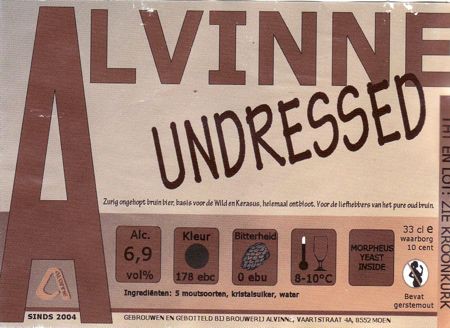 ALVINNE
UNDRESSED
Zurig ongehopt bruin bier, basis voor de Wild en Kerasus, helemaal ontbloot. Voor de liefhebbers van het pure oud bruin.
Alc.
6,9
vol%
Kleur
178 ebc
Bitterheid
0 ebu
8-10°C
MORPHEUS
YEAST
INSIDE
33 cl e
waarborg
10 cent
Bevat
gerstemout
Ingrediënten: 5 moutsoorten, kristalsuiker, water
ALVINNE
SINDS 2004
GEBROUWEN EN GEBOTTELD BIJ BROUWERIJ ALVINNE, VAARTSTRAAT 4A, 8552 MOEN
THT EN LOT: ZIE KROONKURK